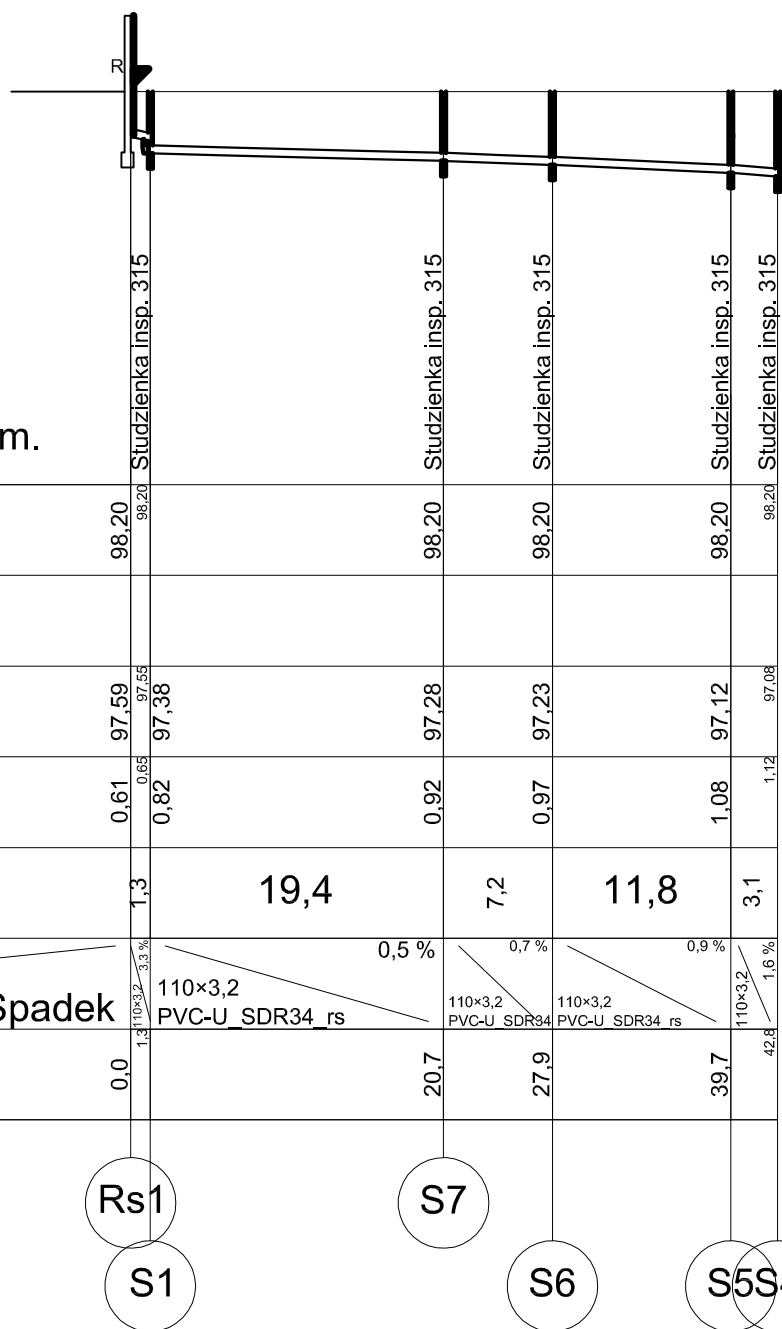 R
Studzienka insp. 315
Studzienka insp. 315
Studzienka insp. 315
Studzienka insp. 315
Studzienka insp. 315
m.
98,20
98,20
98,20
98,20
98,20
98,20
97,59
97,55
97,38
97,28
97,23
97,12
97,08
0,61
0,65
0,82
0,92
0,97
1,08
1,12
1,3
19,4
7,2
11,8
3,1
3,3 %
0,5 %
0,7 %
0,9 %
1,6 %
Spadek
110×3,2
110×3,2
PVC-U_SDR34_rs
110×3,2
PVC-U_SDR34
110×3,2
PVC-U_SDR34_rs
110×3,2
0,0
1,3
20,7
27,9
39,7
42,8
Rs1
S7
S1
S6
S5
S4